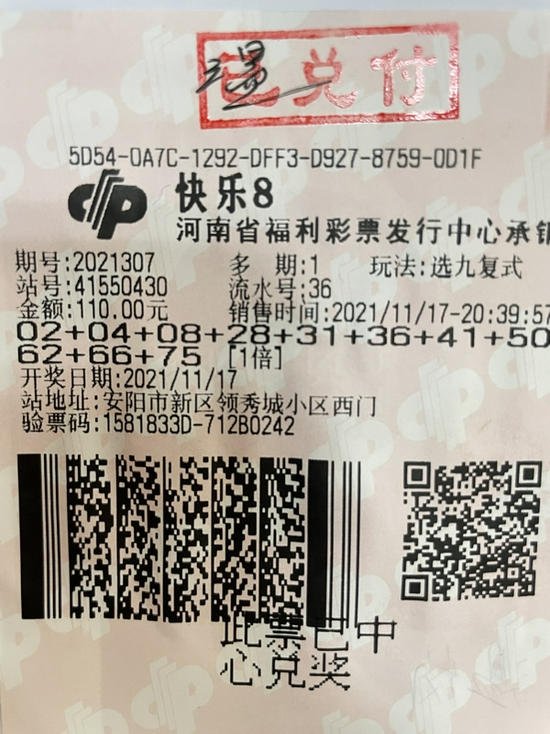 已兑付
5D54-0A7C-1292-DFF3-D927-8759-0D1F
快乐8
河南省福利彩票发行中心承销
期号:2021307 多 期:1 玩法:选九复式
站号:41550430 流水号:36
金额:110.00元 销售时间:2021/11/17-20:39:57
02+04+08+28+31+36+41+50
62+66+75 [1倍]
开奖日期:2021/11/17
站地址:安阳市新区领秀城小区西门
验票码:1581833D-712B0242
此票已中
心兑奖